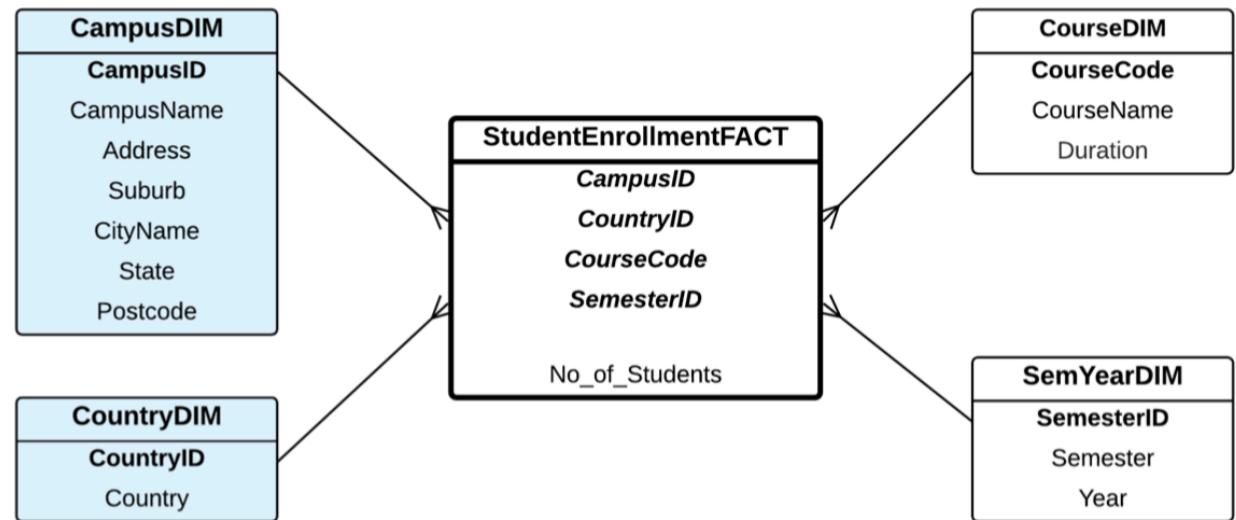 CampusDIM
CampusID
CampusName
Address
Suburb
CityName
State
Postcode
CountryDIM
CountryID
Country
StudentEnrollmentFACT
CampusID
CountryID
CourseCode
SemesterID
No_of_Students
CourseDIM
CourseCode
CourseName
Duration
SemYearDIM
SemesterID
Semester
Year